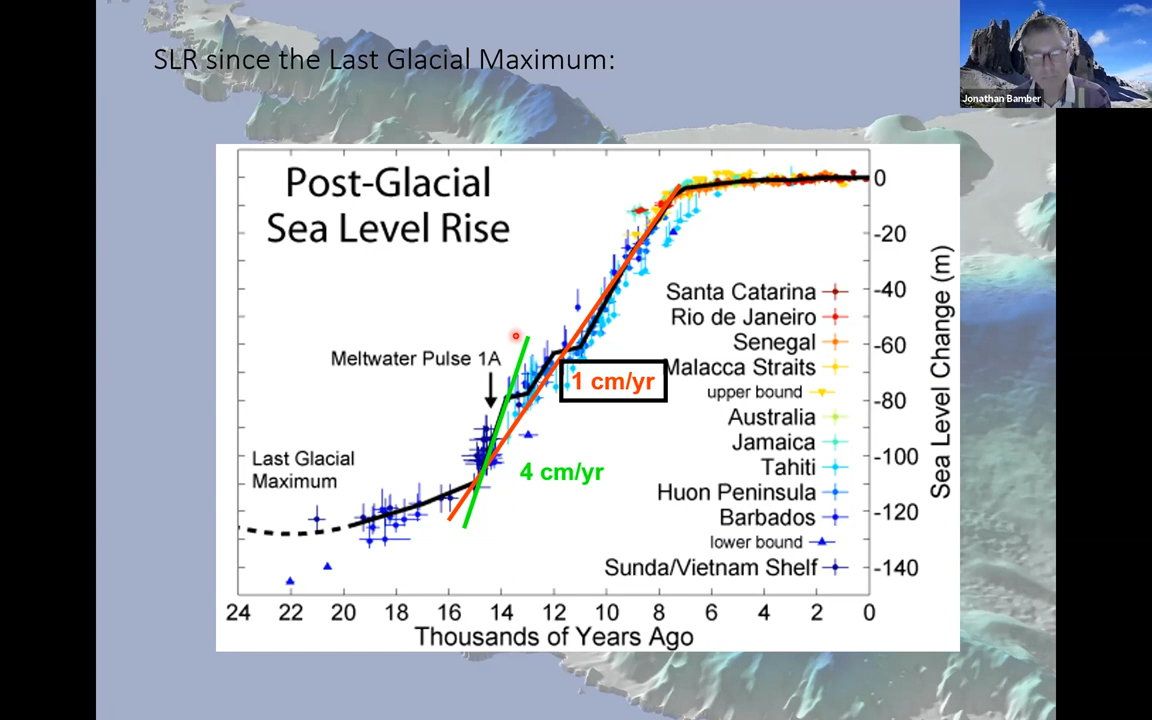 SLR since the Last Glacial Maximum:
Jonathan Bamber
Post-Glacial
Sea Level Rise
0
-20
-40
-60
-80
-100
-120
-140
Sea Level Change (m)
Santa Catarina
Rio de Janeiro
Senegal
Malacca Straits
upper bound
Australia
Jamaica
Tahiti
Huon Peninsula
Barbados
lower bound
Sunda/Vietnam Shelf
Meltwater Pulse 1A
1 cm/yr
4 cm/yr
Last Glacial
Maximum
24 22 20 18 16 14 12 10 8 6 4 2 0
Thousands of Years Ago